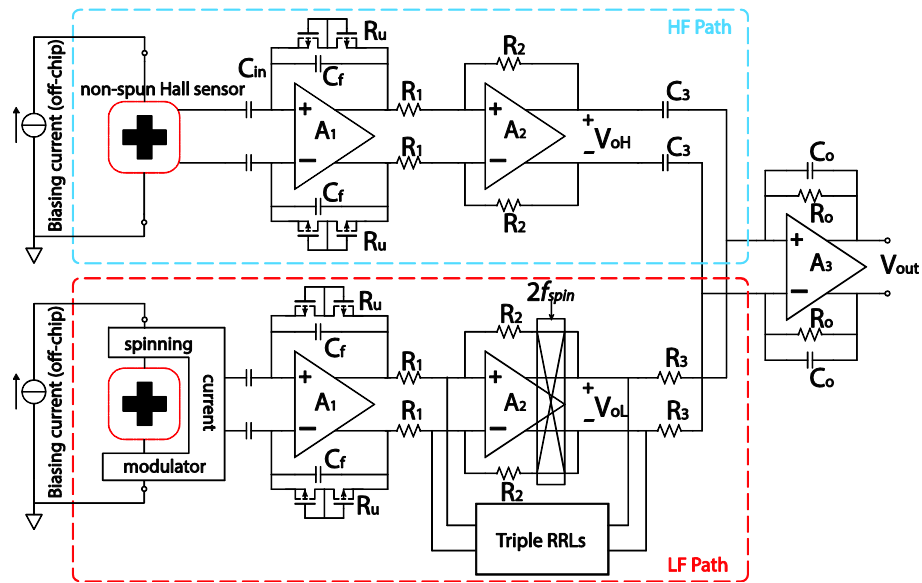 HF Path
Biasing current (off-chip)
non-spun Hall sensor
Cin
Ru
Cf
+
A1
−
Cf
Ru
R1
R1
R2
+
A2
−
R2
+
VoH
−
C3
C3
Co
Ro
+
A3
−
Ro
Co
Vout
LF Path
Biasing current (off-chip)
spinning
current
modulator
Ru
Cf
+
A1
−
Cf
Ru
R1
R1
2fspin
R2
+
A2
−
R2
+
VoL
−
R3
R3
Triple RRLs